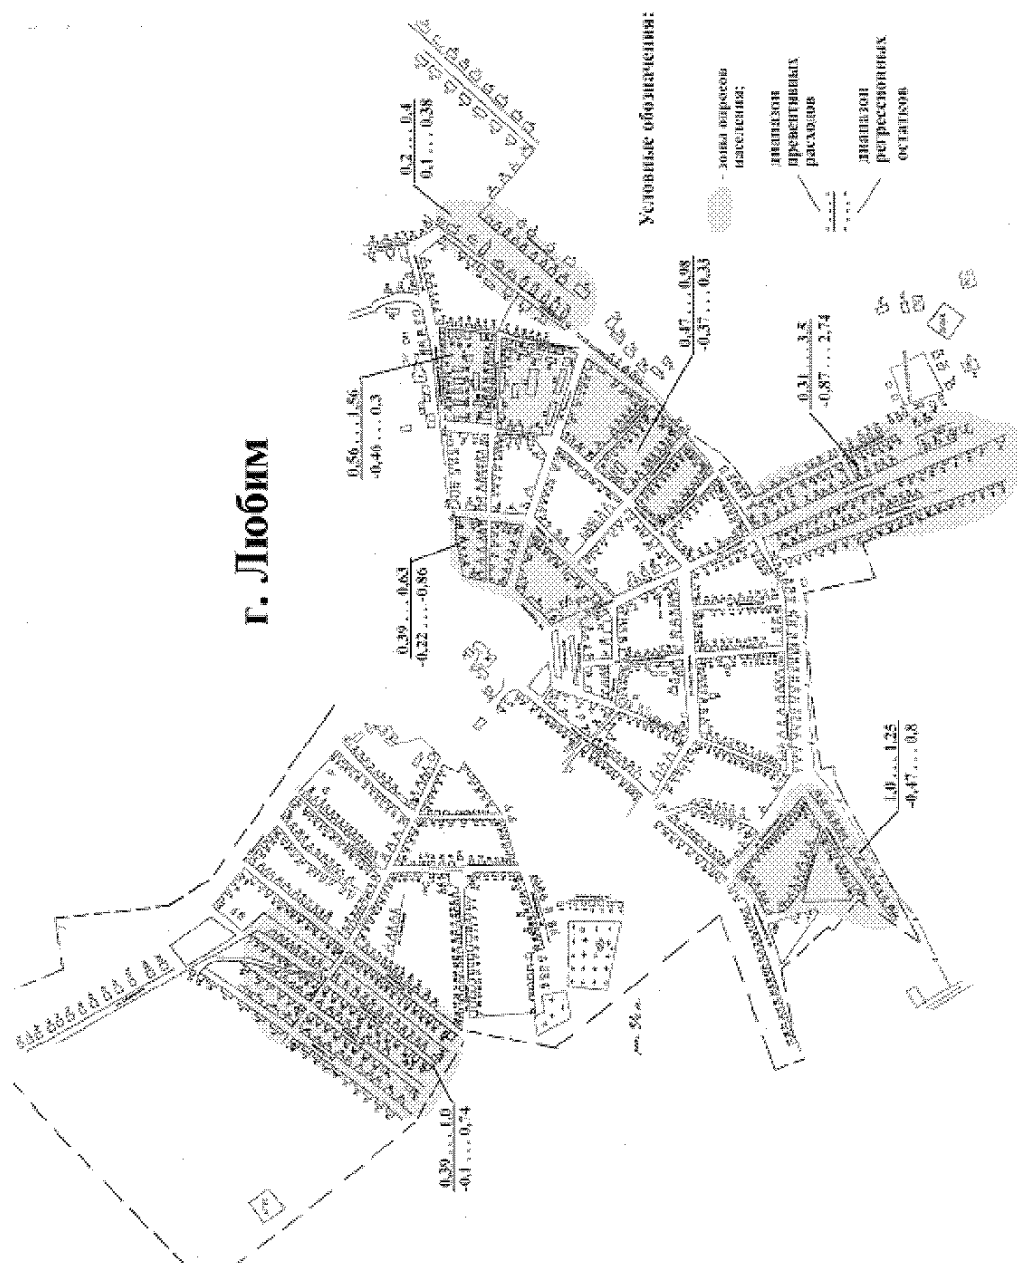 г. Любим
0,2 . . . 0,4
0,1 . . . 0,38
0,56 . . . 1,56
-0,46 . . . 0,3
0,39 . . . 0,63
-0,22 . . . -0,86
0,47 . . . 0,98
-0,37 . . . 0,33
0,31 . . . 3,5
-0,87 . . . 2,74
1,0 . . . 1,25
-0,47 . . . 0,8
0,39 . . . 1,0
-0,1 . . . 0,74
Условные обозначения:
- зона опросов
населения;
диапазон
превентивных
расходов
диапазон
регрессионных
остатков